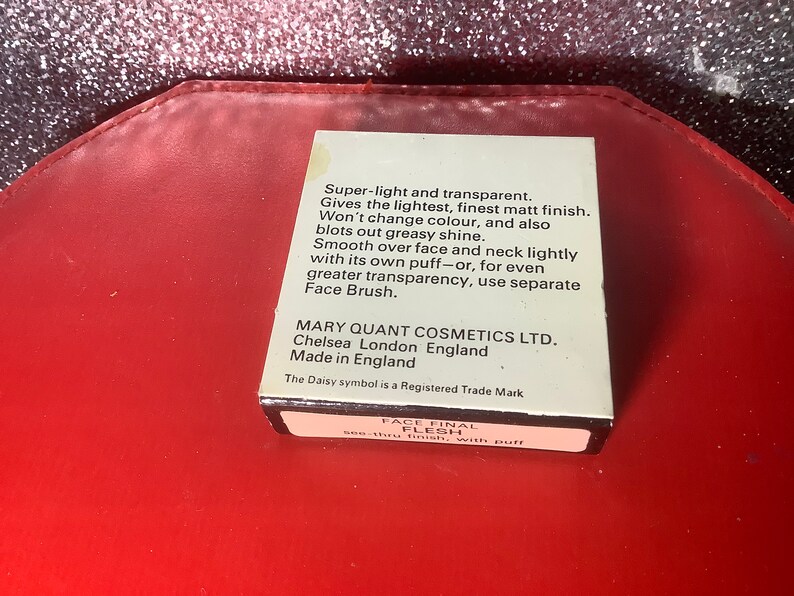 Super-light and transparent.
Gives the lightest, finest matt finish.
Won't change colour, and also
blots out greasy shine.
Smooth over face and neck lightly
with its own puff—or, for even
greater transparency, use separate
Face Brush.
MARY QUANT COSMETICS LTD.
Chelsea London England
Made in England
The Daisy symbol is a Registered Trade Mark
FACE FINAL
FLESH
see-thru finish, with puff